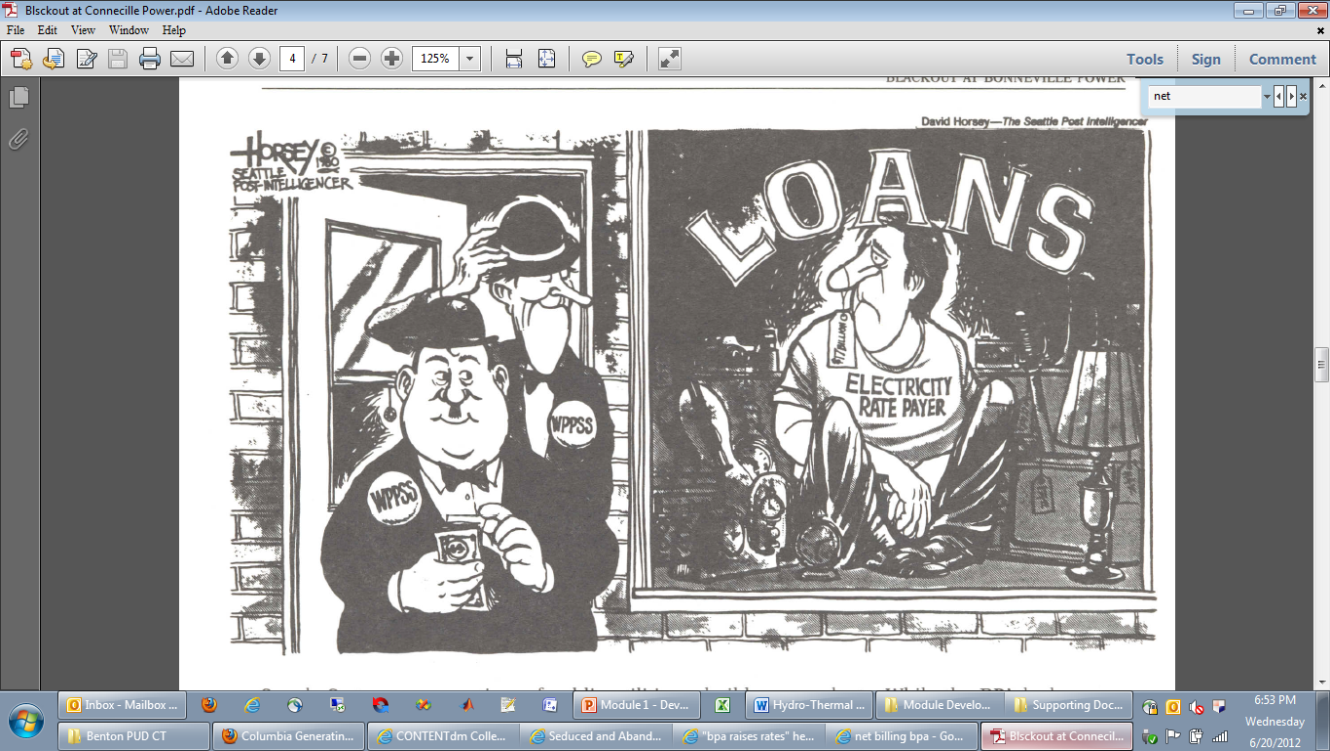 Blsckout at Connecille Power.pdf - Adobe Reader
File Edit View Window Help
4 / 7 125% Tools Sign Comment
BLACKOUT AT BONNEVILLE POWER
net
David Horsey—The Seattle Post Intelligencer
HORSEY © 1980
SEATTLE
POST-INTELLIGENCER
LOANS
ELECTRICITY
RATE PAYER
WPPSS
WPPSS
Inbox - Mailbox ...
Module 1 - Dev...
Hydro-Thermal ...
Module Develo...
Supporting Doc...
6:53 PM
Wednesday
6/20/2012
Benton PUD CT
Columbia Generatin...
CONTENTdm Colle...
Seduced and Aband...
"bpa raises rates" he...
net billing bpa - Go...
Blsckout at Connecil...